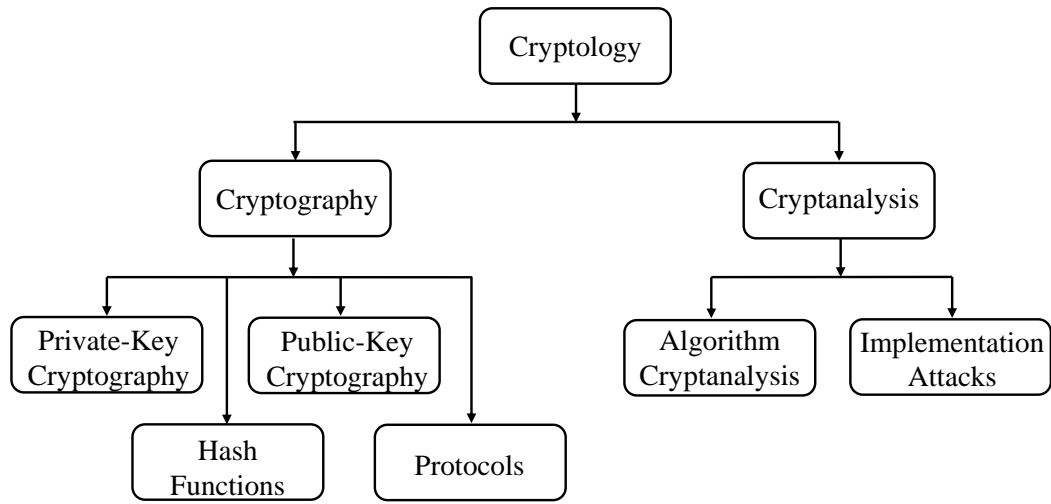 Cryptology
Cryptography
Cryptanalysis
Private-Key
Cryptography
Public-Key
Cryptography
Algorithm
Cryptanalysis
Implementation
Attacks
Hash
Functions
Protocols